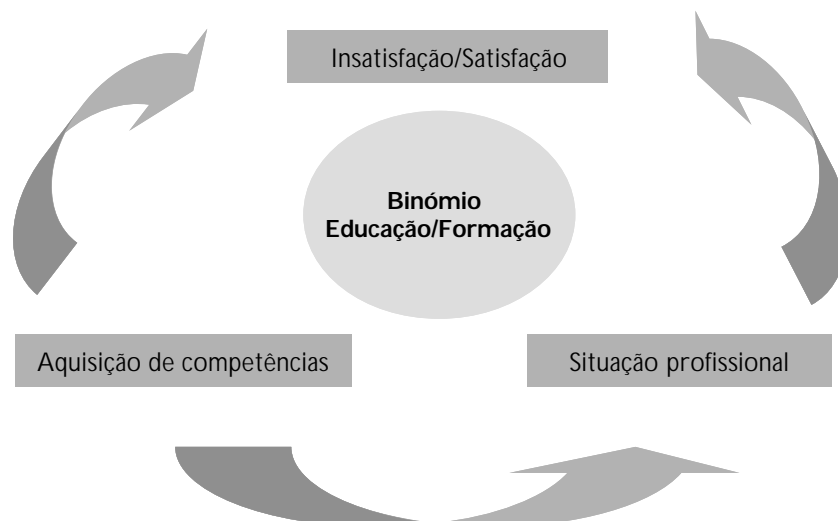 Insatisfação/Satisfação
Binómio
Educação/Formação
Aquisição de competências
Situação profissional